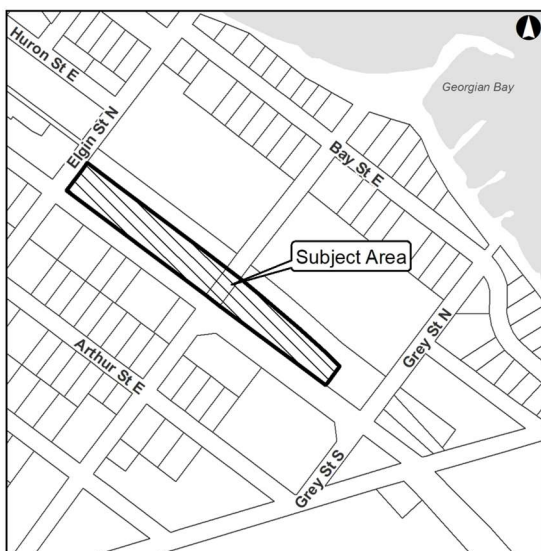 Huron St E
Georgian Bay
Elgin St N
Bay St E
Subject Area
Grey St N
Arthur St E
Grey St S